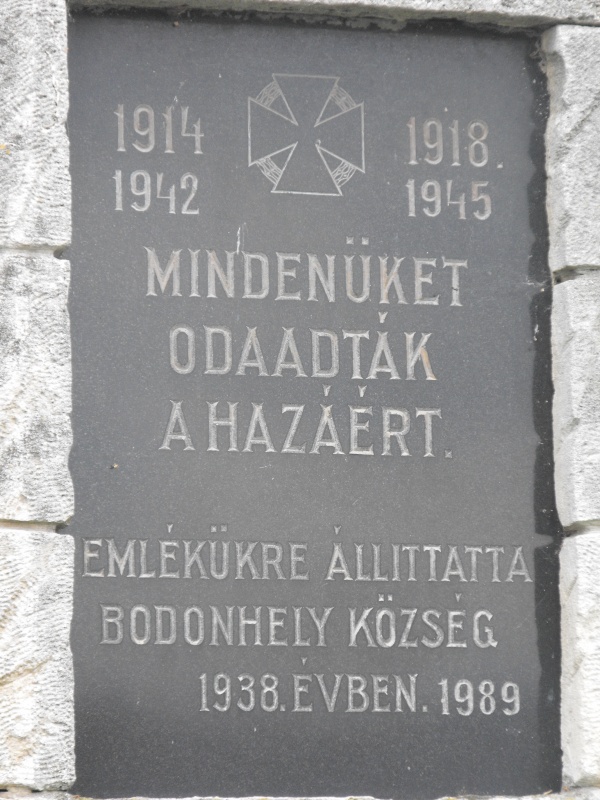 1914 1918.
1942 1945
MINDENÜKET
ODAADTÁK
A HAZÁÉRT.
EMLÉKÜKRE ÁLLITTATTA
BODONHELY KÖZSÉG
1938. ÉVBEN. 1989